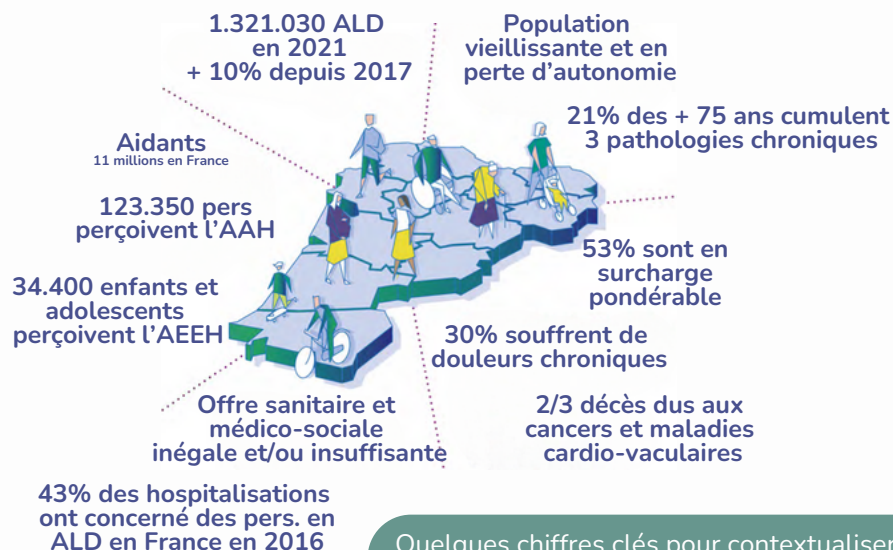 1.321.030 ALD
en 2021
+ 10% depuis 2017
Population
vieillissante et en
perte d'autonomie
21% des + 75 ans cumulent
3 pathologies chroniques
Aidants
11 millions en France
123.350 pers
perçoivent l'AAH
53% sont en
surcharge
pondérable
34.400 enfants et
adolescents
perçoivent l'AEEH
30% souffrent de
douleurs chroniques
Offre sanitaire et
médico-sociale
inégale et/ou insuffisante
2/3 décès dus aux
cancers et maladies
cardio-vaculaires
43% des hospitalisations
ont concerné des pers. en
ALD en France en 2016
Quelques chiffres clés pour contextualiser